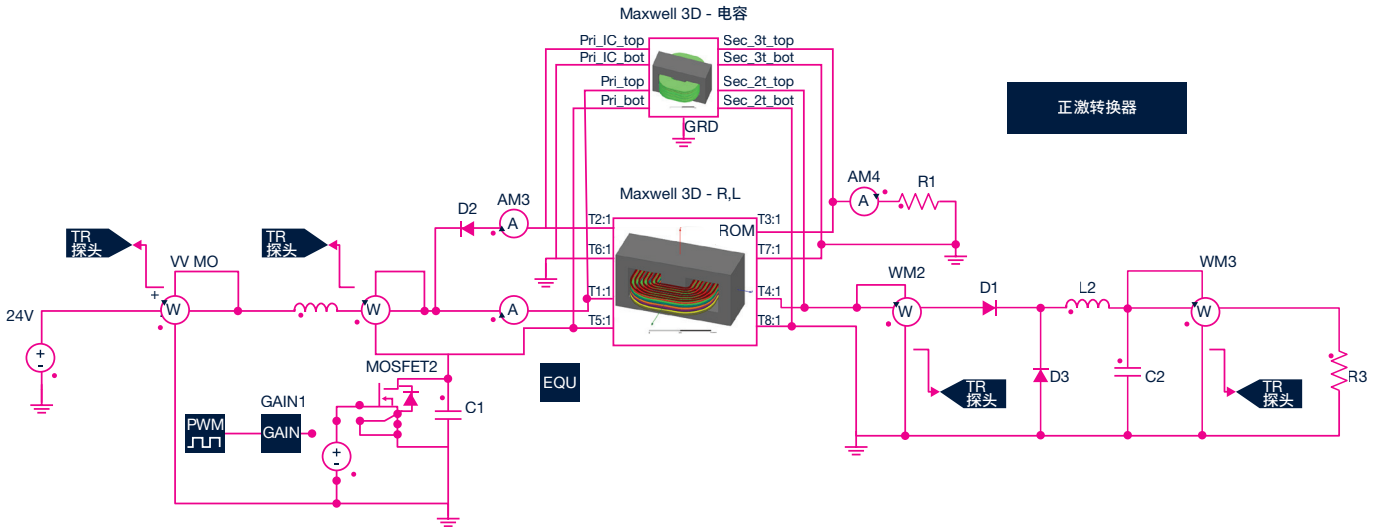 Maxwell 3D - 电容
Pri_IC_top
Sec_3t_top
Pri_IC_bot
Sec_3t_bot
Pri_top
Sec_2t_top
Pri_bot
Sec_2t_bot
GRD
正激转换器
Maxwell 3D - R,L
AM4
R1
A
D2
AM3
A
T2:1
T3:1
ROM
T6:1
T7:1
T1:1
T4:1
T5:1
T8:1
TR
探头
TR
探头
VV MO
+
W
W
A
24V
+
-
WM2
W
D1
L2
WM3
W
D3
C2
R3
TR
探头
TR
探头
MOSFET2
EQU
C1
GAIN1
PWM
GAIN
+
-